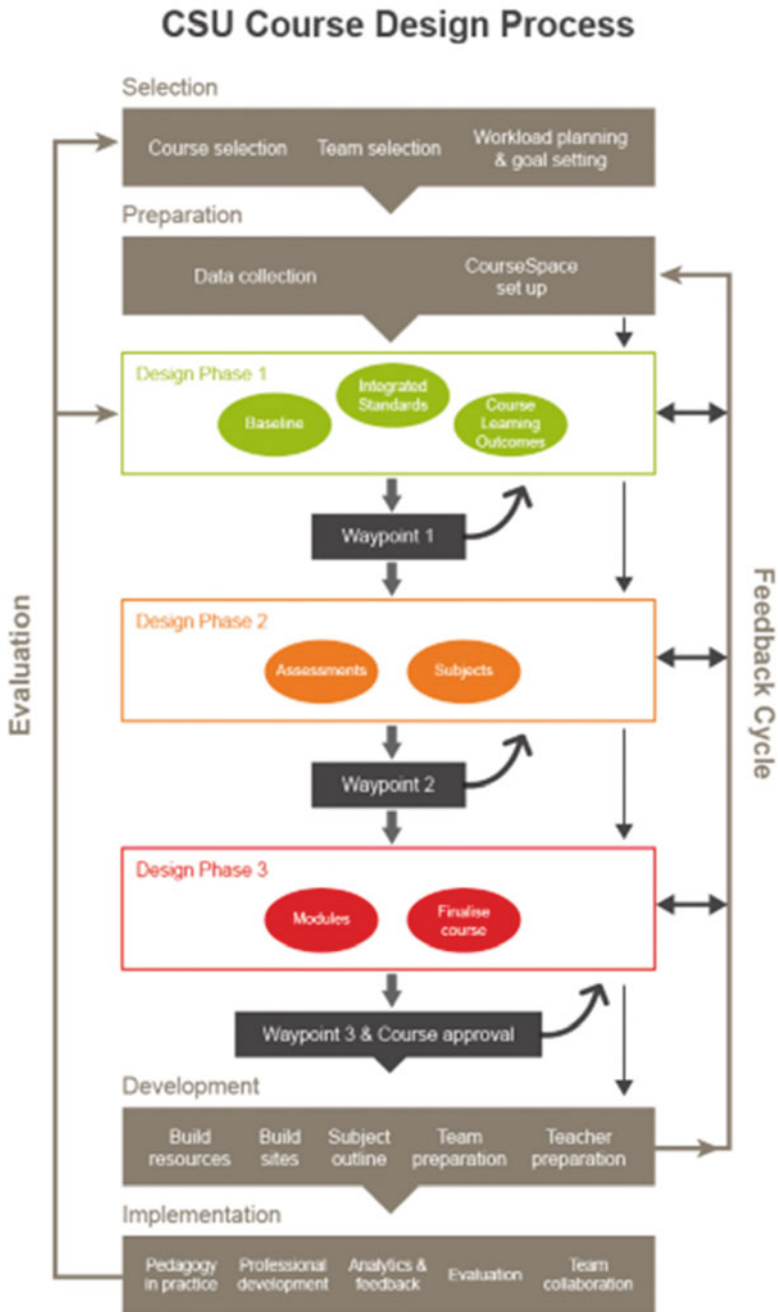 CSU Course Design Process
Selection
Course selection
Team selection
Workload planning
& goal setting
Preparation
Data collection
CourseSpace
set up
Design Phase 1
Baseline
Integrated
Standards
Course
Learning
Outcomes
Waypoint 1
Design Phase 2
Assessments
Subjects
Waypoint 2
Design Phase 3
Modules
Finalise
course
Waypoint 3 & Course approval
Development
Build
resources
Build
sites
Subject
outline
Team
preparation
Teacher
preparation
Implementation
Pedagogy
in practice
Professional
development
Analytics &
feedback
Evaluation
Team
collaboration
Evaluation
Feedback Cycle